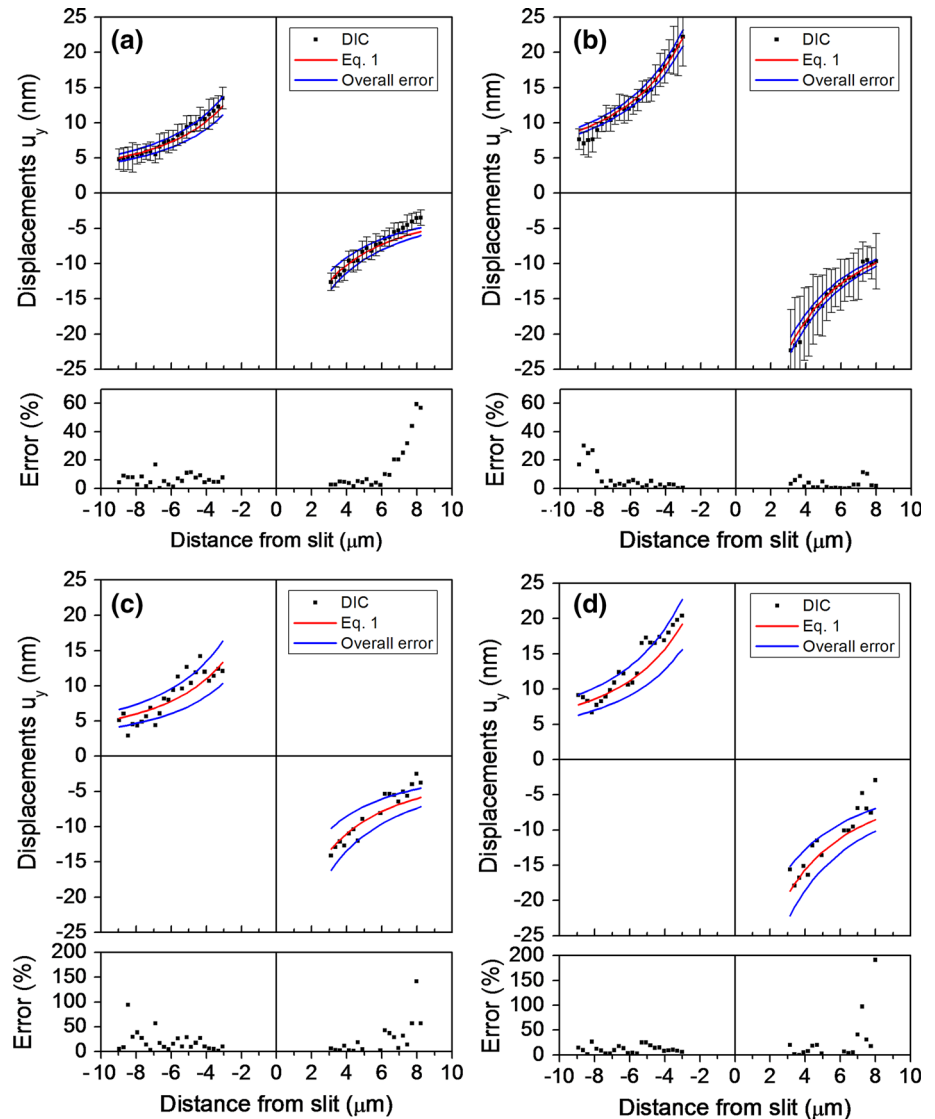 (a)
DIC
Eq. 1
Overall error
Displacements u_y (nm)
25
20
15
10
5
0
-5
-10
-15
-20
-25
Error (%)
60
40
20
0
-10 -8 -6 -4 -2 0 2 4 6 8 10
Distance from slit (μm)
(b)
DIC
Eq. 1
Overall error
Displacements u_y (nm)
25
20
15
10
5
0
-5
-10
-15
-20
-25
Error (%)
60
40
20
0
-10 -8 -6 -4 -2 0 2 4 6 8 10
Distance from slit (μm)
(c)
DIC
Eq. 1
Overall error
Displacements u_y (nm)
25
20
15
10
5
0
-5
-10
-15
-20
-25
Error (%)
200
150
100
50
0
-10 -8 -6 -4 -2 0 2 4 6 8 10
Distance from slit (μm)
(d)
DIC
Eq. 1
Overall error
Displacements u_y (nm)
25
20
15
10
5
0
-5
-10
-15
-20
-25
Error (%)
200
150
100
50
0
-10 -8 -6 -4 -2 0 2 4 6 8 10
Distance from slit (μm)